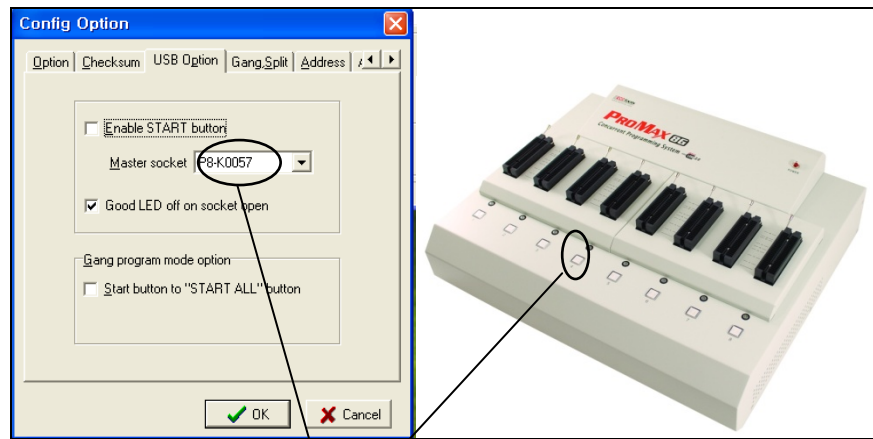 Config Option
Option
Checksum
USB Option
Gang,Split
Address
Enable START button
Master socket P8-K0057
Good LED off on socket open
Gang program mode option
Start button to "START ALL" button
OK
Cancel
PROMAX 8G
Concurrent Programming System